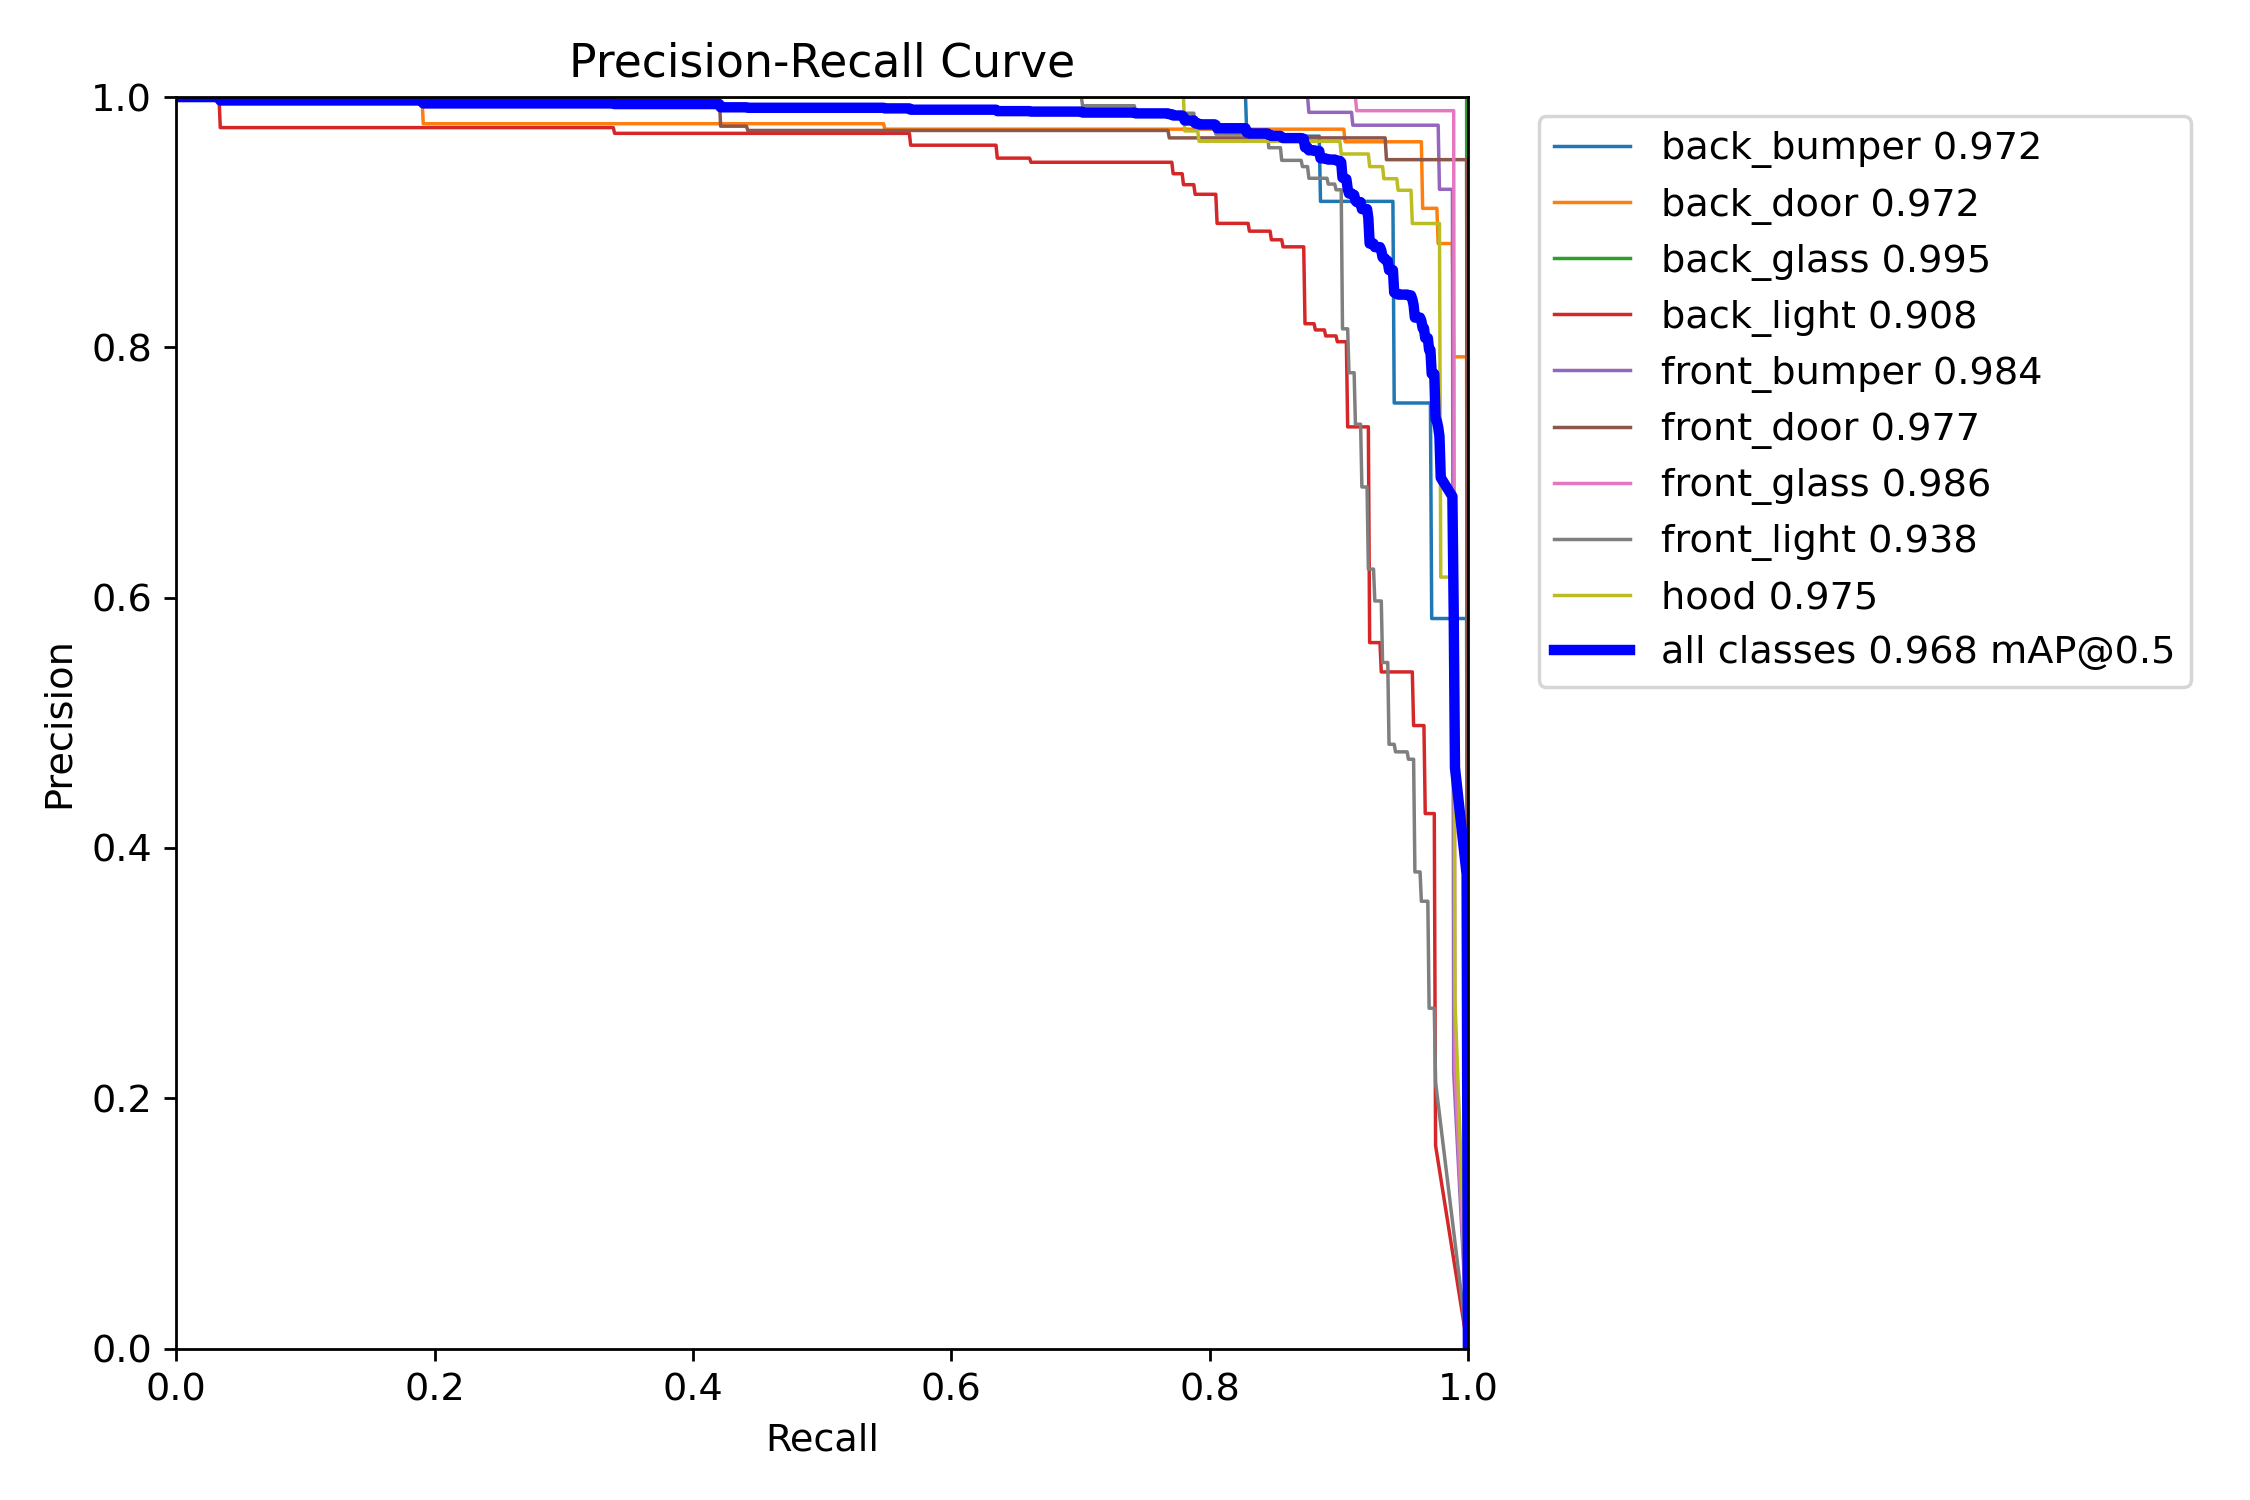 Precision-Recall Curve
1.0
0.8
0.6
0.4
0.2
0.0
Precision
0.0 0.2 0.4 0.6 0.8 1.0
Recall
back_bumper 0.972
back_door 0.972
back_glass 0.995
back_light 0.908
front_bumper 0.984
front_door 0.977
front_glass 0.986
front_light 0.938
hood 0.975
all classes 0.968 mAP@0.5